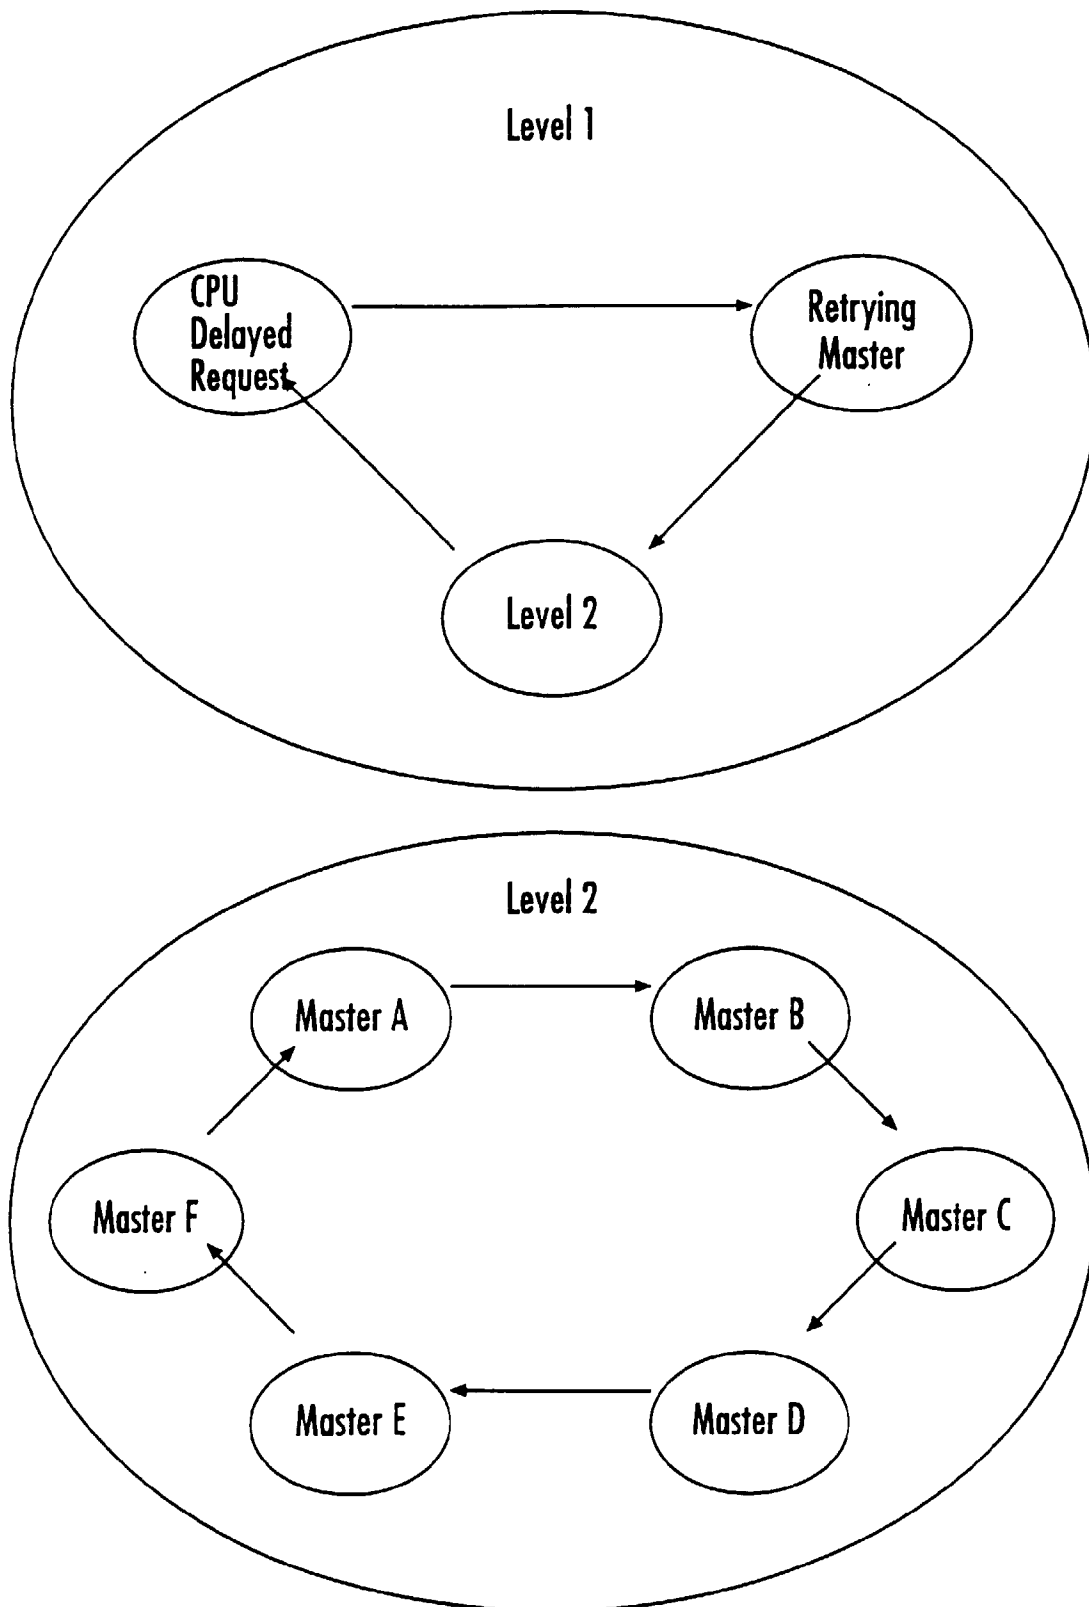 Level 1
CPU
Delayed
Request
Retrying
Master
Level 2
Level 2
Master A
Master B
Master F
Master C
Master E
Master D